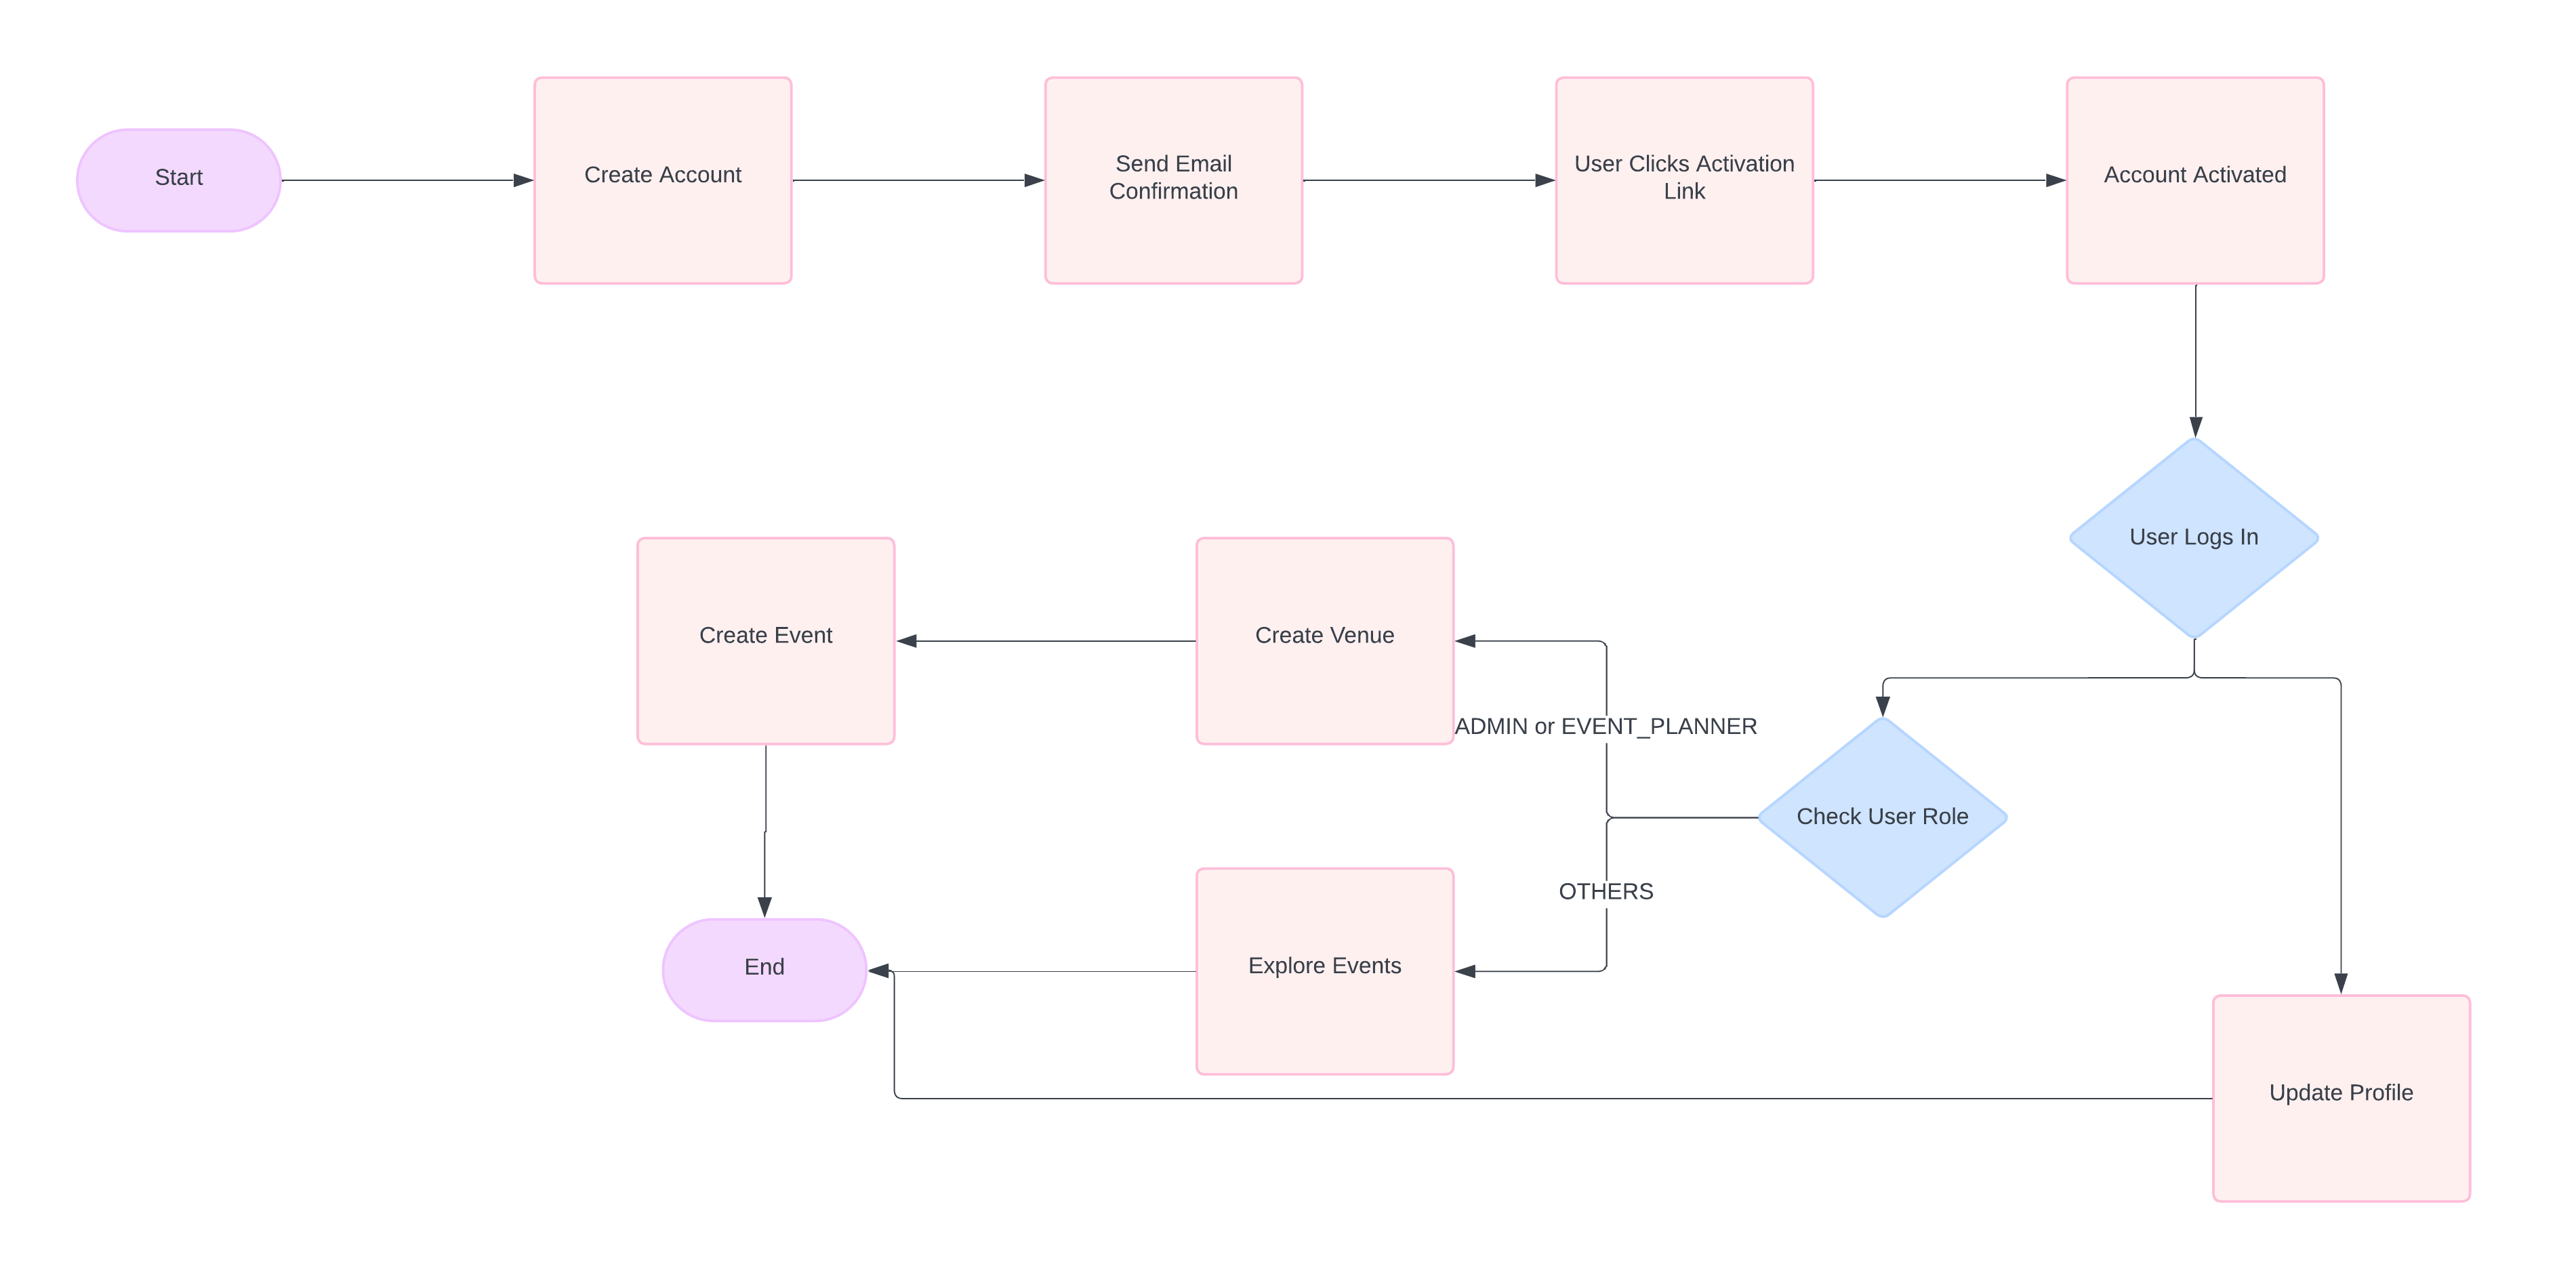 Start
Create Account
Send Email
Confirmation
User Clicks Activation
Link
Account Activated
User Logs In
Create Event
Create Venue
ADMIN or EVENT_PLANNER
Check User Role
OTHERS
End
Explore Events
Update Profile